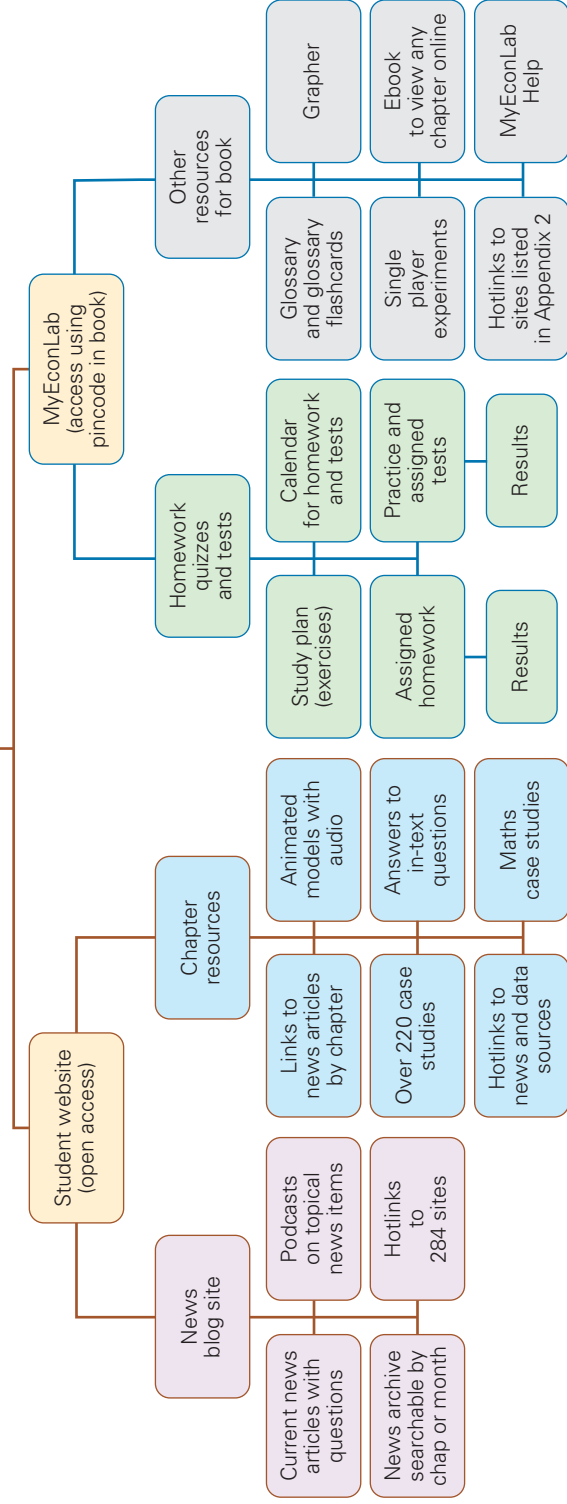 Student website
(open access)
MyEconLab
(access using
pincode in book)
News
blog site
Chapter
resources
Homework
quizzes
and tests
Other
resources
for book
Current news
articles with
questions
Podcasts
on topical
news items
News archive
searchable by
chap or month
Hotlinks
to
284 sites
Links to
news articles
by chapter
Animated
models with
audio
Over 220 case
studies
Answers to
in-text
questions
Hotlinks to
news and data
sources
Maths
case studies
Study plan
(exercises)
Calendar
for homework
and tests
Assigned
homework
Practice and
assigned
tests
Results
Results
Glossary
and glossary
flashcards
Grapher
Single
player
experiments
Ebook
to view any
chapter online
Hotlinks to
sites listed
in Appendix 2
MyEconLab
Help